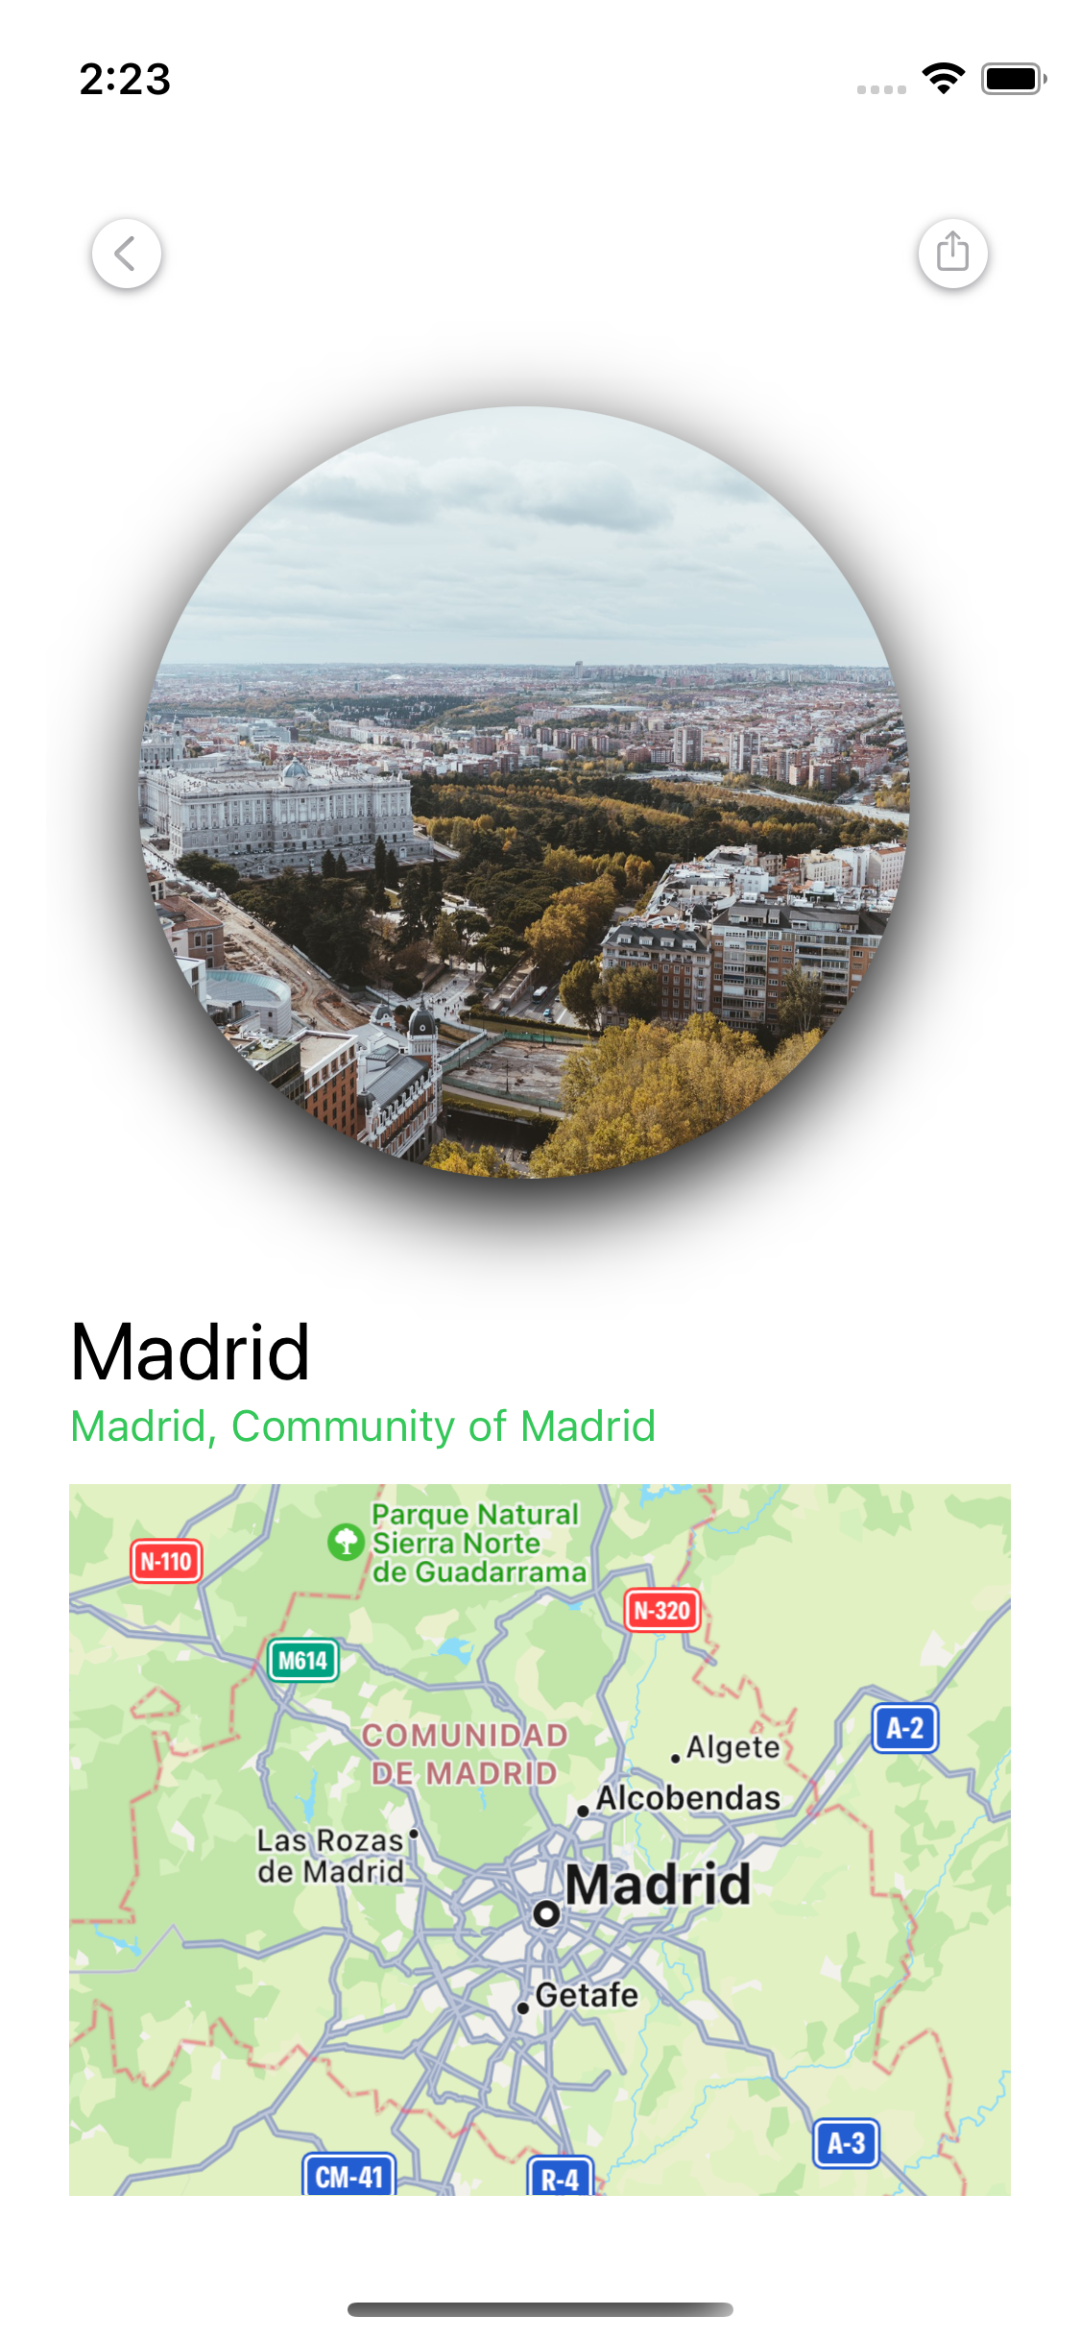 2:23
Madrid
Madrid, Community of Madrid
Parque Natural
Sierra Norte
de Guadarrama
N-110
N-320
M614
A-2
COMUNIDAD
DE MADRID
Algete
Alcobendas
Las Rozas
de Madrid
Madrid
Getafe
A-3
CM-41
R-4